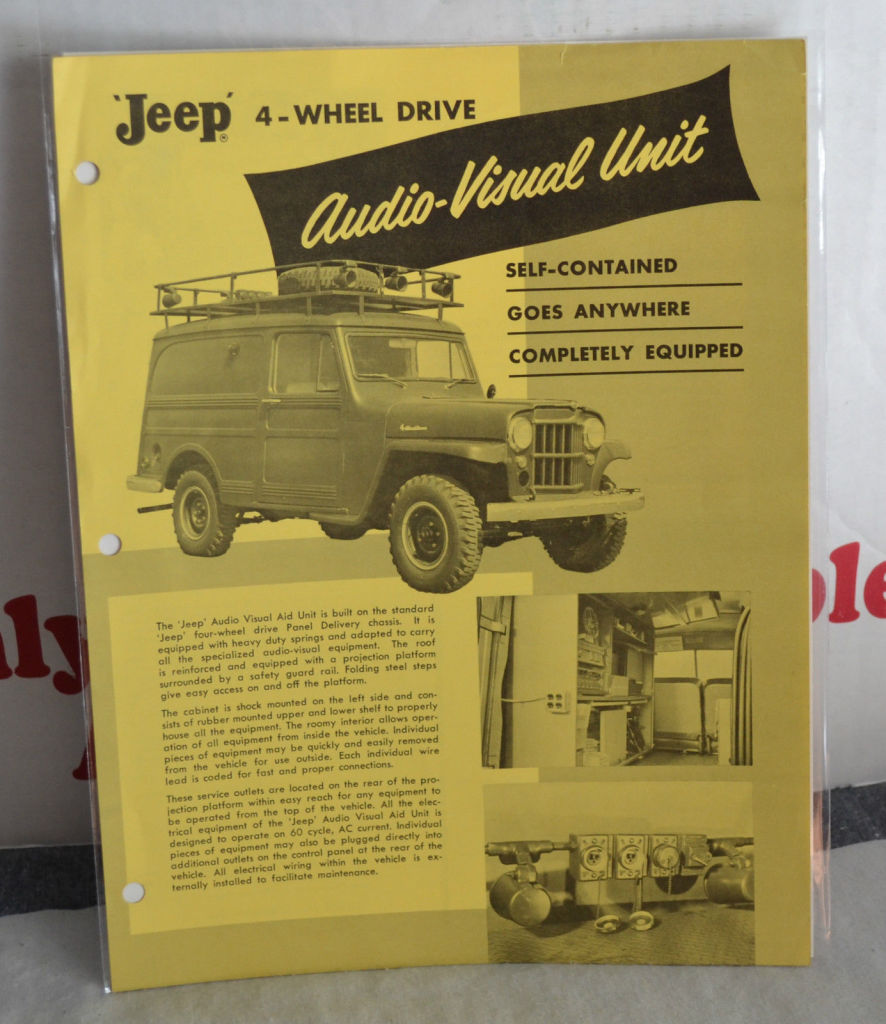 'Jeep'® 4-WHEEL DRIVE
Audio-Visual Unit
SELF-CONTAINED
GOES ANYWHERE
COMPLETELY EQUIPPED
The 'Jeep' Audio Visual Aid Unit is built on the standard
'Jeep' four-wheel drive Panel Delivery chassis. It is
equipped with heavy duty springs and adapted to carry
all the specialized audio-visual equipment. The roof
is reinforced and equipped with a projection platform
surrounded by a safety guard rail. Folding steel steps
give easy access on and off the platform.
The cabinet is shock mounted on the left side and con-
sists of rubber mounted upper and lower shelf to properly
house all the equipment. The roomy interior allows oper-
ation of all equipment from inside the vehicle. Individual
pieces of equipment may be quickly and easily removed
from the vehicle for use outside. Each individual wire
lead is coded for fast and proper connections.
These service outlets are located on the rear of the pro-
jection platform within easy reach for any equipment to
be operated from the top of the vehicle. All the elec-
trical equipment of the 'Jeep' Audio Visual Aid Unit is
designed to operate on 60 cycle, AC current. Individual
pieces of equipment may also be plugged directly into
additional outlets on the control panel at the rear of the
vehicle. All electrical wiring within the vehicle is ex-
ternally installed to facilitate maintenance.